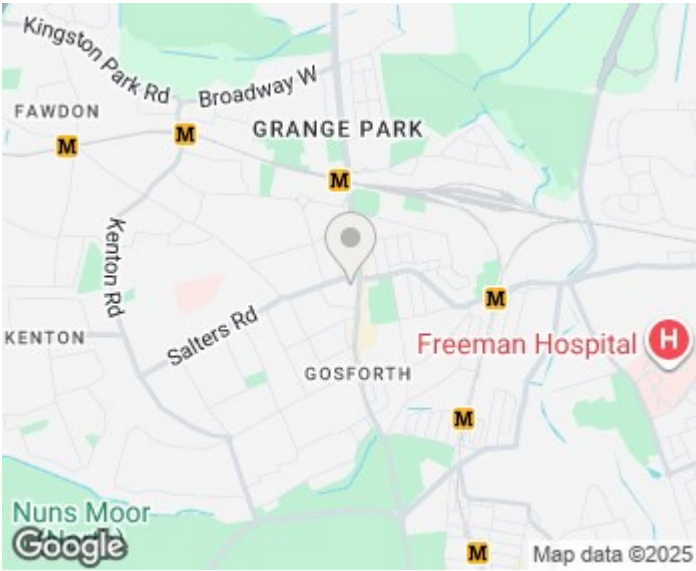 Kingston Park Rd
Broadway W
FAWDON
M
M
GRANGE PARK
M
Kenton Rd
M
KENTON
Salters Rd
Freeman Hospital
H
GOSFORTH
M
Nuns Moor
(North)
Google
M
Map data ©2025